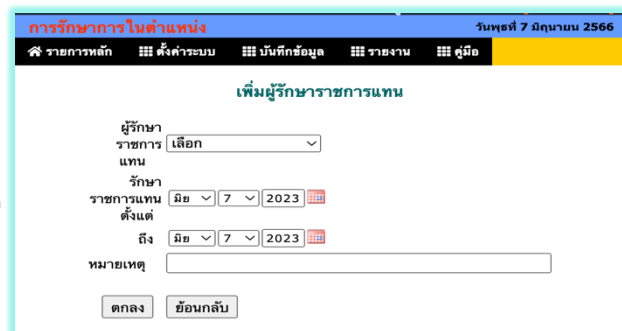 การรักษาการในตำแหน่ง วันพุธที่ 7 มิถุนายน 2566
รายการหลัก ตั้งค่าระบบ บันทึกข้อมูล รายงาน คู่มือ
เพิ่มผู้รักษาราชการแทน
ผู้รักษา
ราชการ เลือก
แทน
รักษา
ราชการแทน มิย 7 2023
ตั้งแต่
ถึง มิย 7 2023
หมายเหตุ
ตกลง ย้อนกลับ